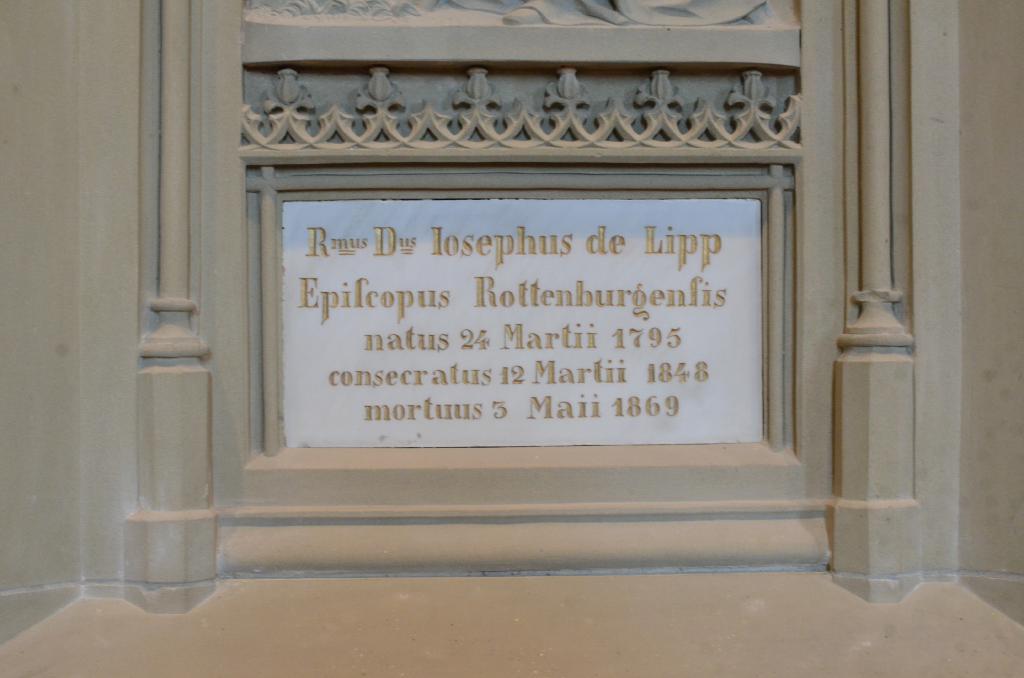 Rmus Dus Iosephus de Lipp
Epiſcopus Rottenburgenſis
natus 24 Martii 1795
consecratus 12 Martii 1848
mortuus 3 Maii 1869